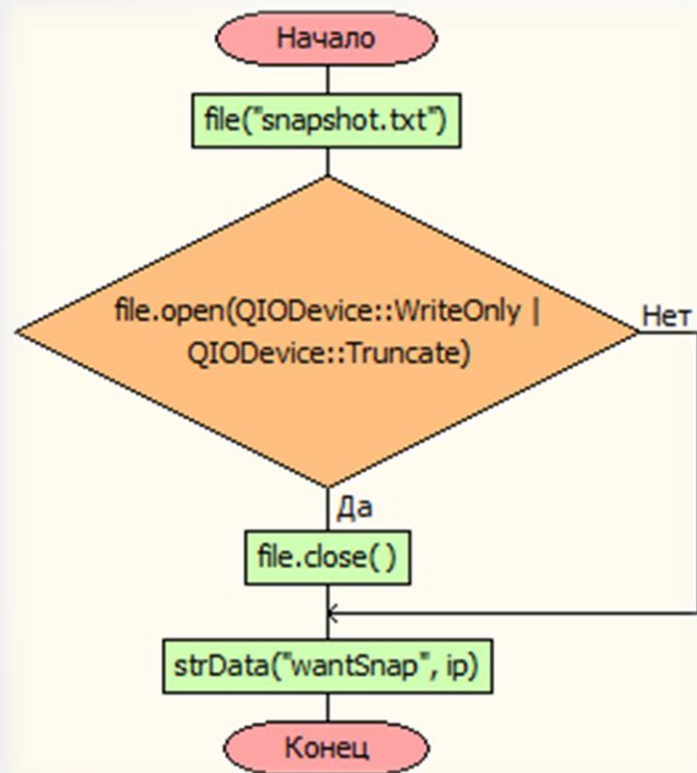 Начало
file("snapshot.txt")
file.open(QIODevice::WriteOnly |
QIODevice::Truncate)
Нет
Да
file.close( )
strData("wantSnap", ip)
Конец